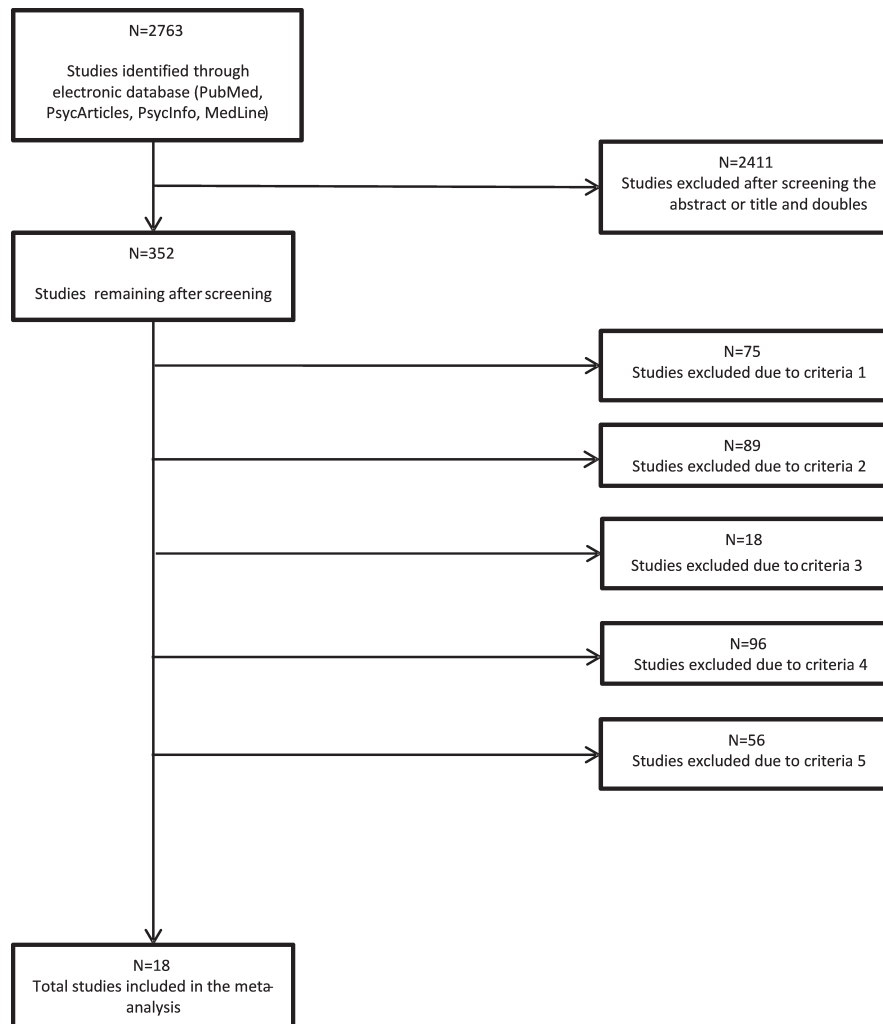 N=2763
Studies identified through
electronic database (PubMed,
PsycArticles, PsycInfo, MedLine)
N=2411
Studies excluded after screening the
abstract or title and doubles
N=352
Studies remaining after screening
N=75
Studies excluded due to criteria 1
N=89
Studies excluded due to criteria 2
N=18
Studies excluded due to criteria 3
N=96
Studies excluded due to criteria 4
N=56
Studies excluded due to criteria 5
N=18
Total studies included in the meta-
analysis